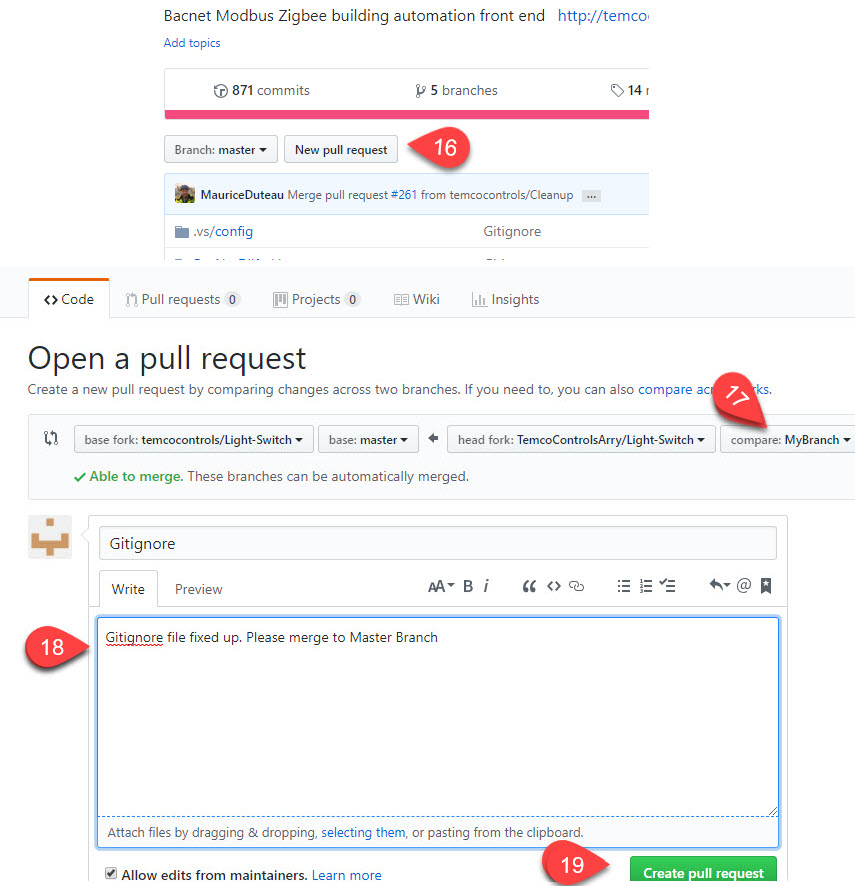 Bacnet Modbus Zigbee building automation front end http://temco
Add topics
871 commits 5 branches 14
Branch: master New pull request 16
MauriceDuteau Merge pull request #261 from temcocontrols/Cleanup ...
.vs/config Gitignore
Code Pull requests 0 Projects 0 Wiki Insights
Open a pull request
Create a new pull request by comparing changes across two branches. If you need to, you can also compare
17
base fork: temcocontrols/Light-Switch base: master head fork: TemcoControlsArry/Light-Switch compare: MyBranch
Able to merge. These branches can be automatically merged.
Gitignore
Write Preview AA B i @
18 Gitignore file fixed up. Please merge to Master Branch
Attach files by dragging & dropping, selecting them, or pasting from the clipboard.
Allow edits from maintainers. Learn more 19 Create pull request